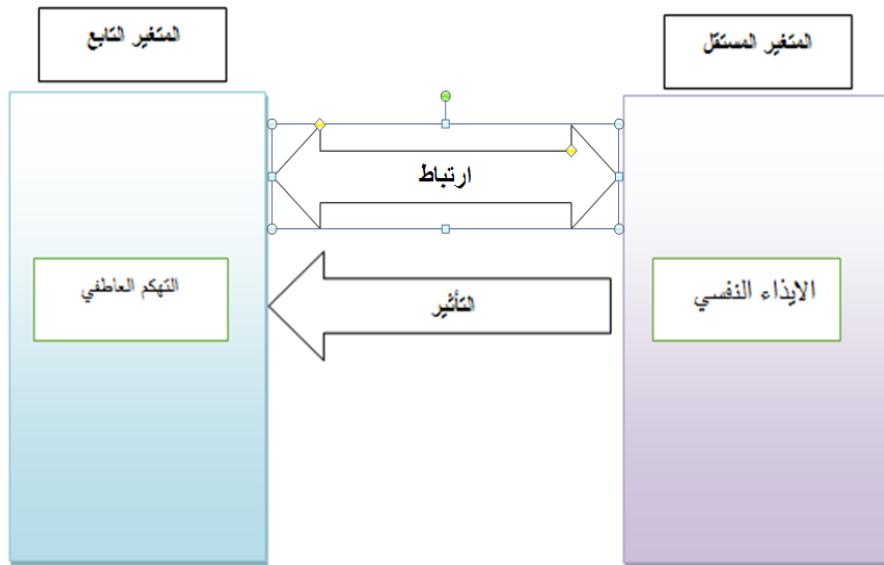 المتغير المستقل
المتغير التابع
ارتباط
الايذاء النفسي
التأثير
التهكم العاطفي